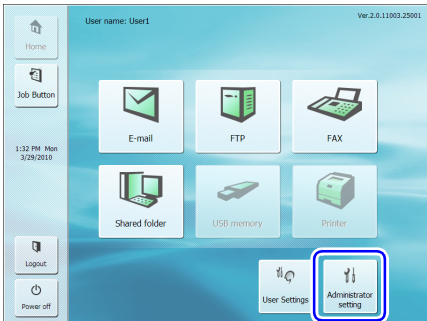 Home
Job Button
1:32 PM Mon
3/29/2010
Logout
Power off
User name: User1
Ver.2.0.11003.25001
E-mail
FTP
FAX
Shared folder
USB memory
Printer
User Settings
Administrator
setting